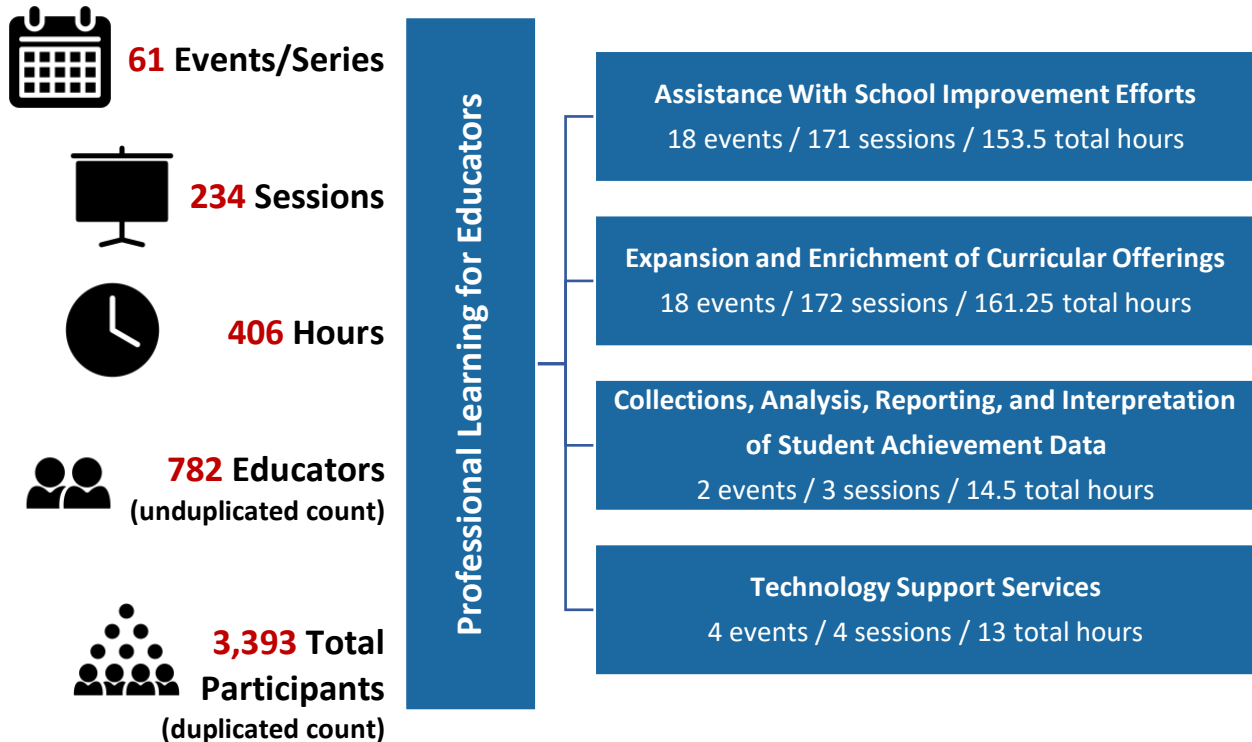 61 Events/Series
234 Sessions
406 Hours
782 Educators
(unduplicated count)
3,393 Total
Participants
(duplicated count)
Professional Learning for Educators
Assistance With School Improvement Efforts
18 events / 171 sessions / 153.5 total hours
Expansion and Enrichment of Curricular Offerings
18 events / 172 sessions / 161.25 total hours
Collections, Analysis, Reporting, and Interpretation
of Student Achievement Data
2 events / 3 sessions / 14.5 total hours
Technology Support Services
4 events / 4 sessions / 13 total hours